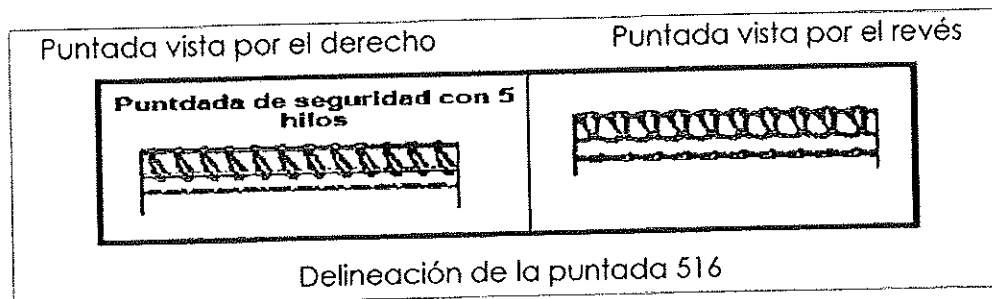 Puntada vista por el derecho
Puntada vista por el revés
Puntdada de seguridad con 5
hilos
Delineación de la puntada 516